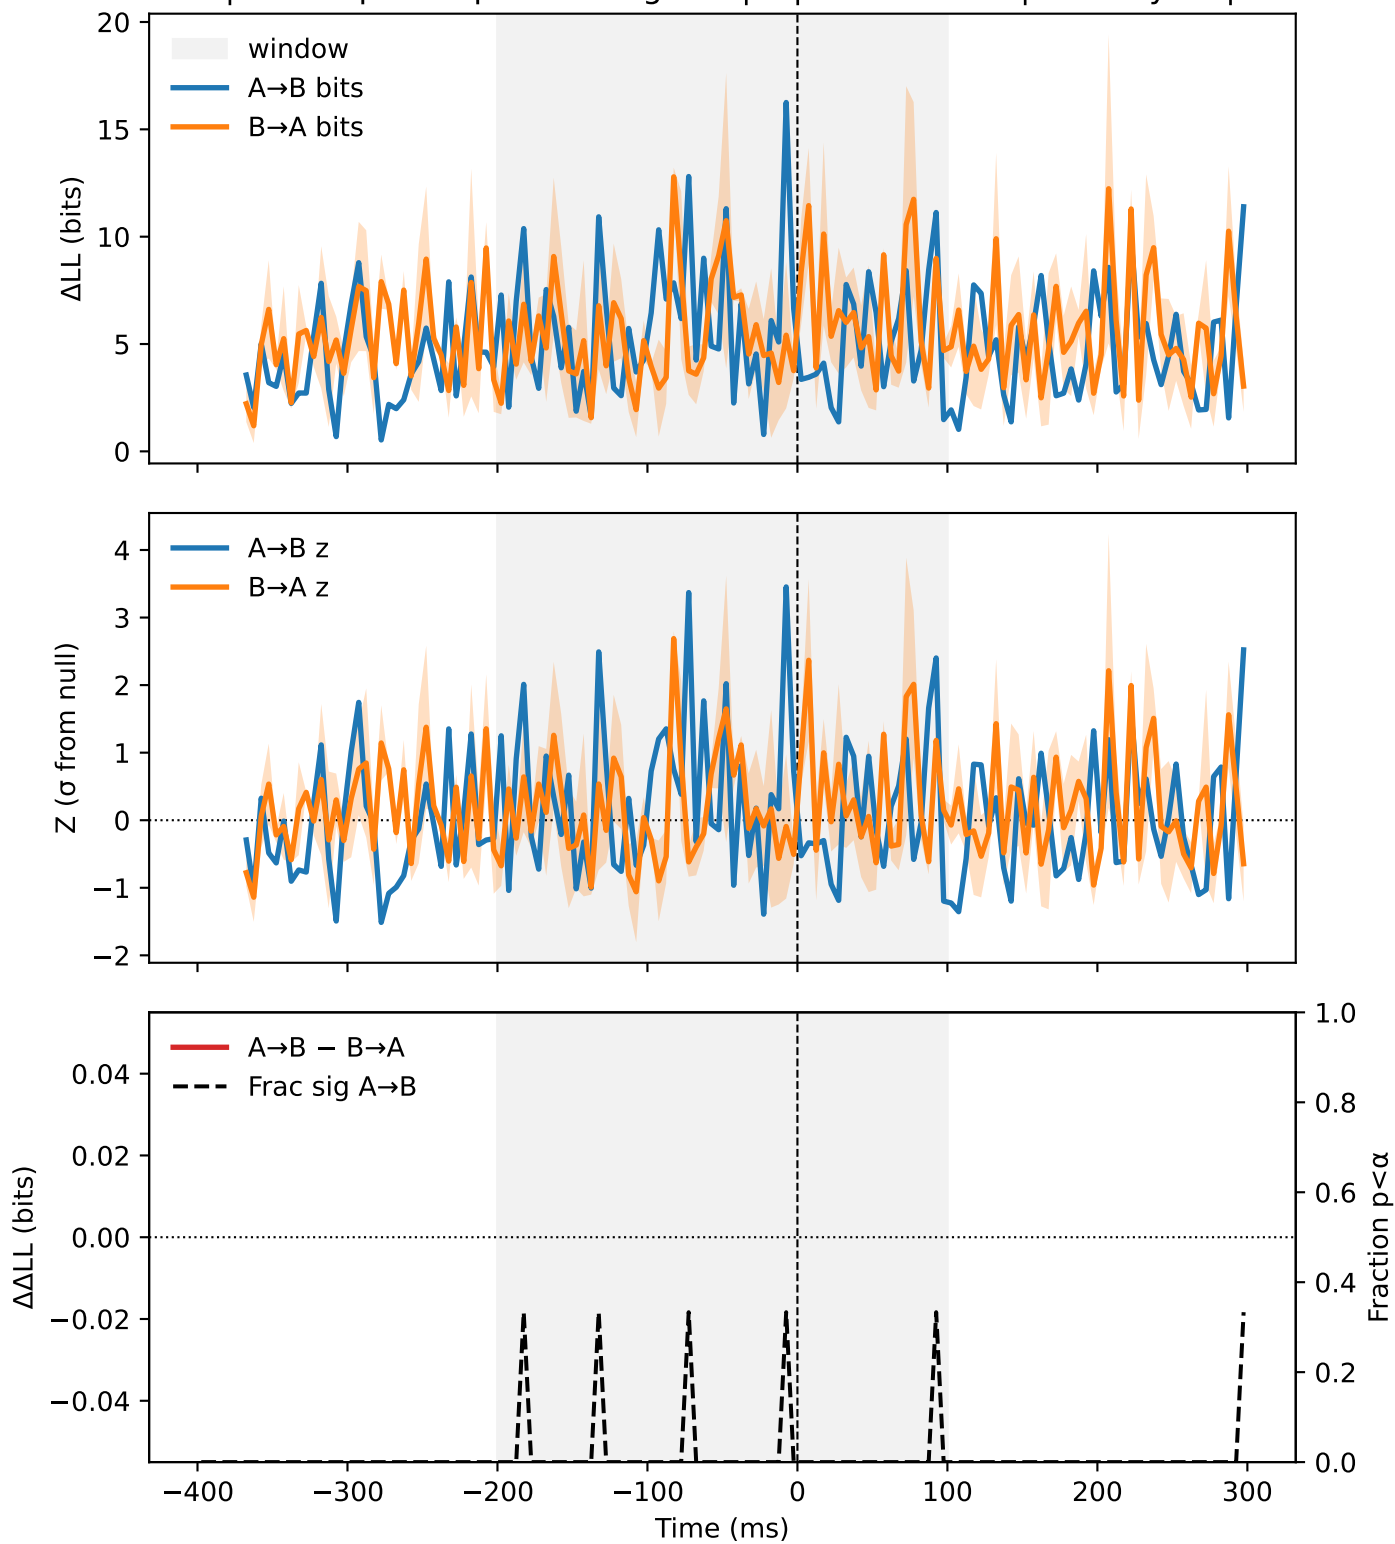 20
15
10
5
0
ΔLL (bits)
window
A→B bits
B→A bits
4
3
2
1
0
−1
−2
Z (σ from null)
A→B z
B→A z
0.04
0.02
0.00
−0.02
−0.04
ΔΔLL (bits)
A→B − B→A
Frac sig A→B
1.0
0.8
0.6
0.4
0.2
0.0
Fraction p<α
−400 −300 −200 −100 0 100 200 300
Time (ms)